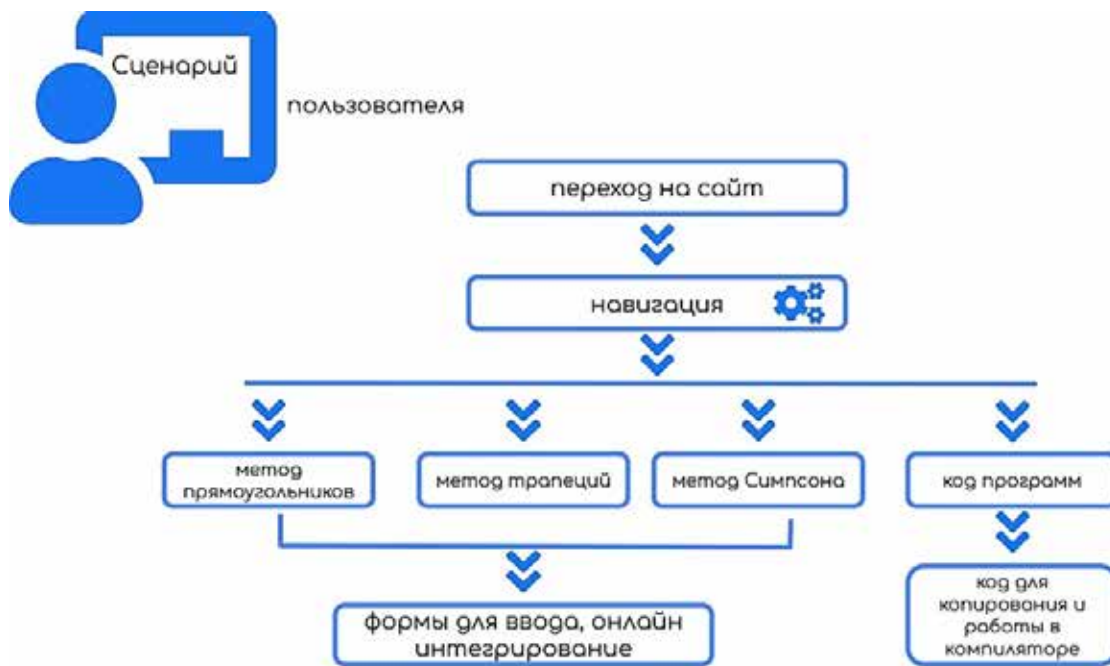 Сценарий
пользователя
переход на сайт
навигация
метод
прямоугольников
метод трапеций
метод Симпсона
код программ
формы для ввода, онлайн
интегрирование
код для
копирования и
работы в
компиляторе